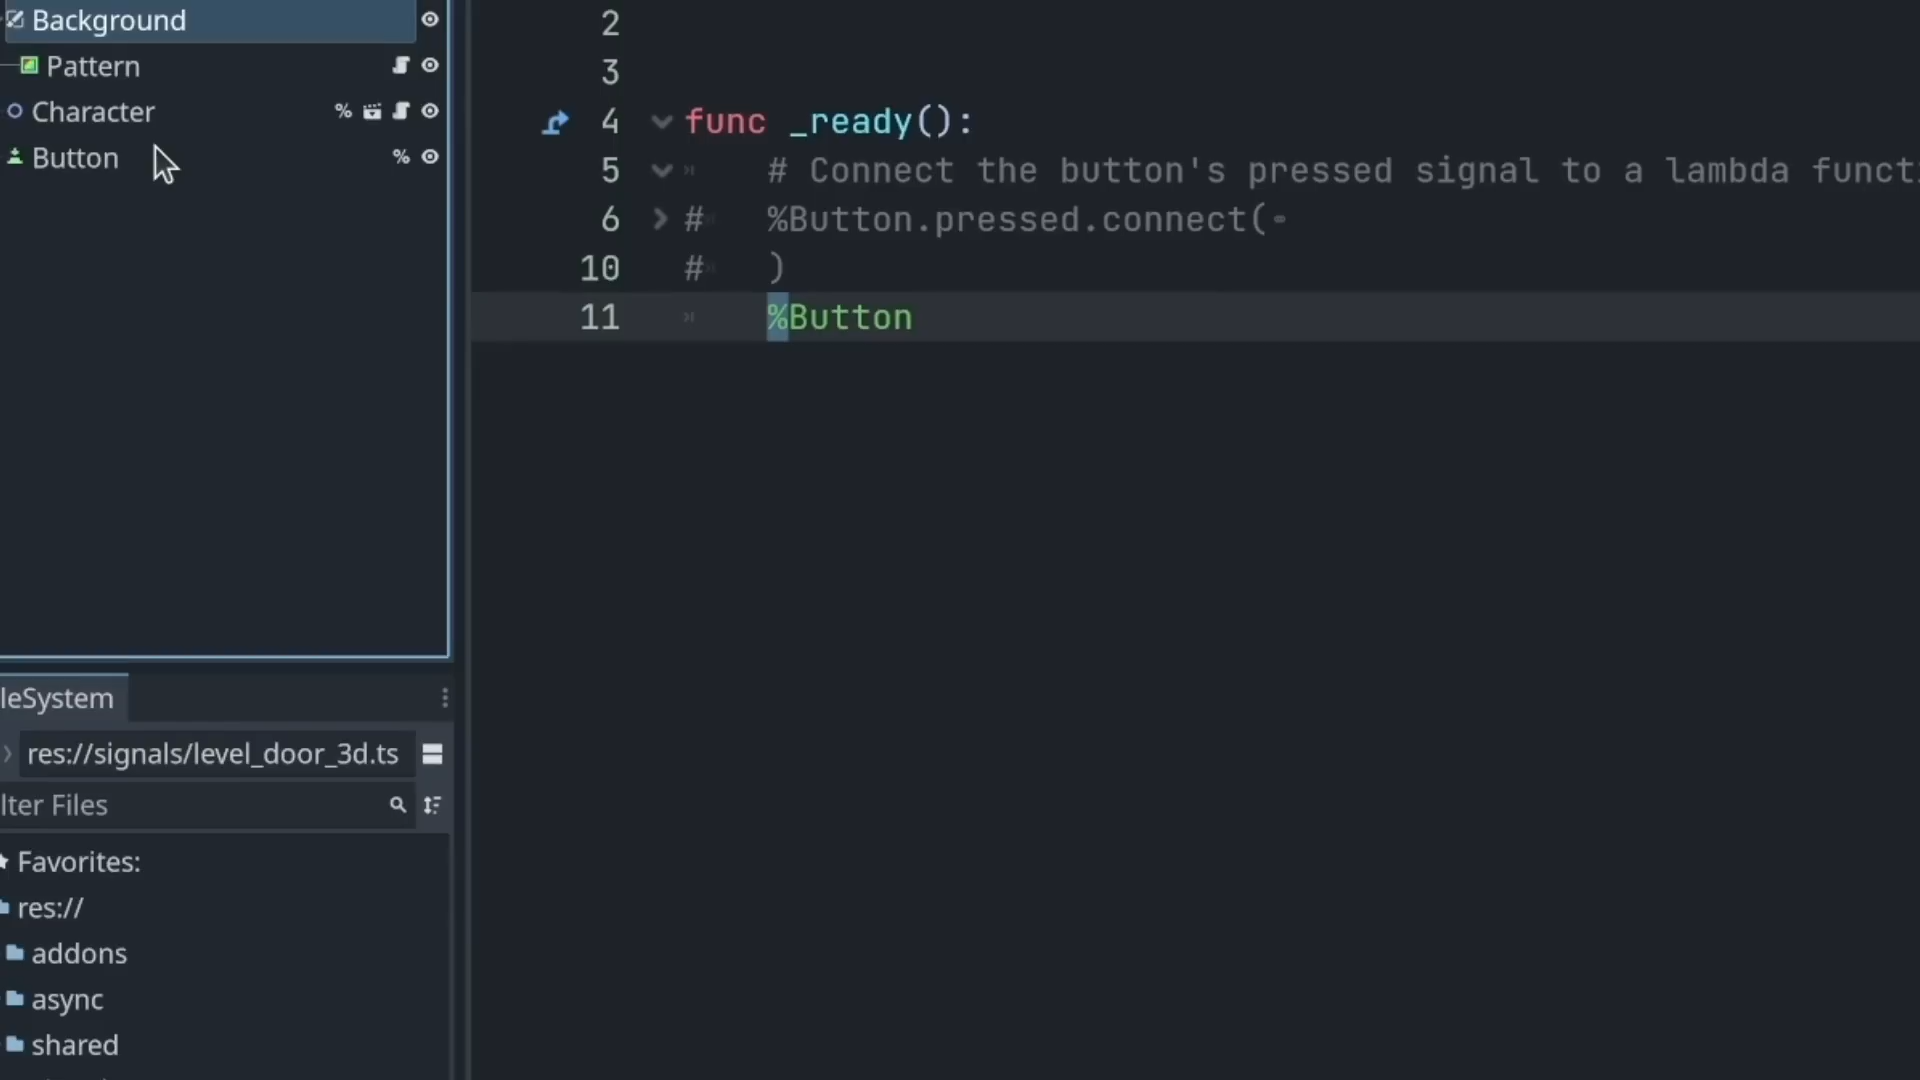 Background
Pattern
Character %
Button %
2
3
4 func _ready():
5 # Connect the button's pressed signal to a lambda functi
6 # %Button.pressed.connect(
10 # )
11 %Button
leSystem
res://signals/level_door_3d.ts
lter Files
Favorites:
res://
addons
async
shared